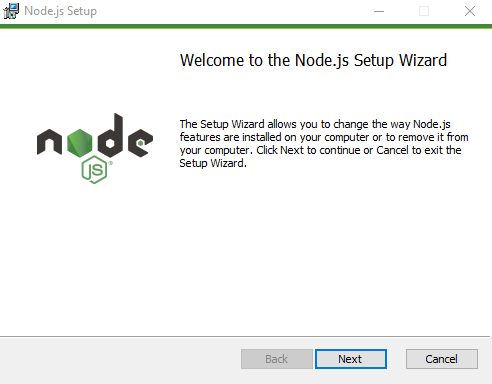 Node.js Setup
Welcome to the Node.js Setup Wizard
node
JS®
The Setup Wizard allows you to change the way Node.js
features are installed on your computer or to remove it from
your computer. Click Next to continue or Cancel to exit the
Setup Wizard.
Back
Next
Cancel